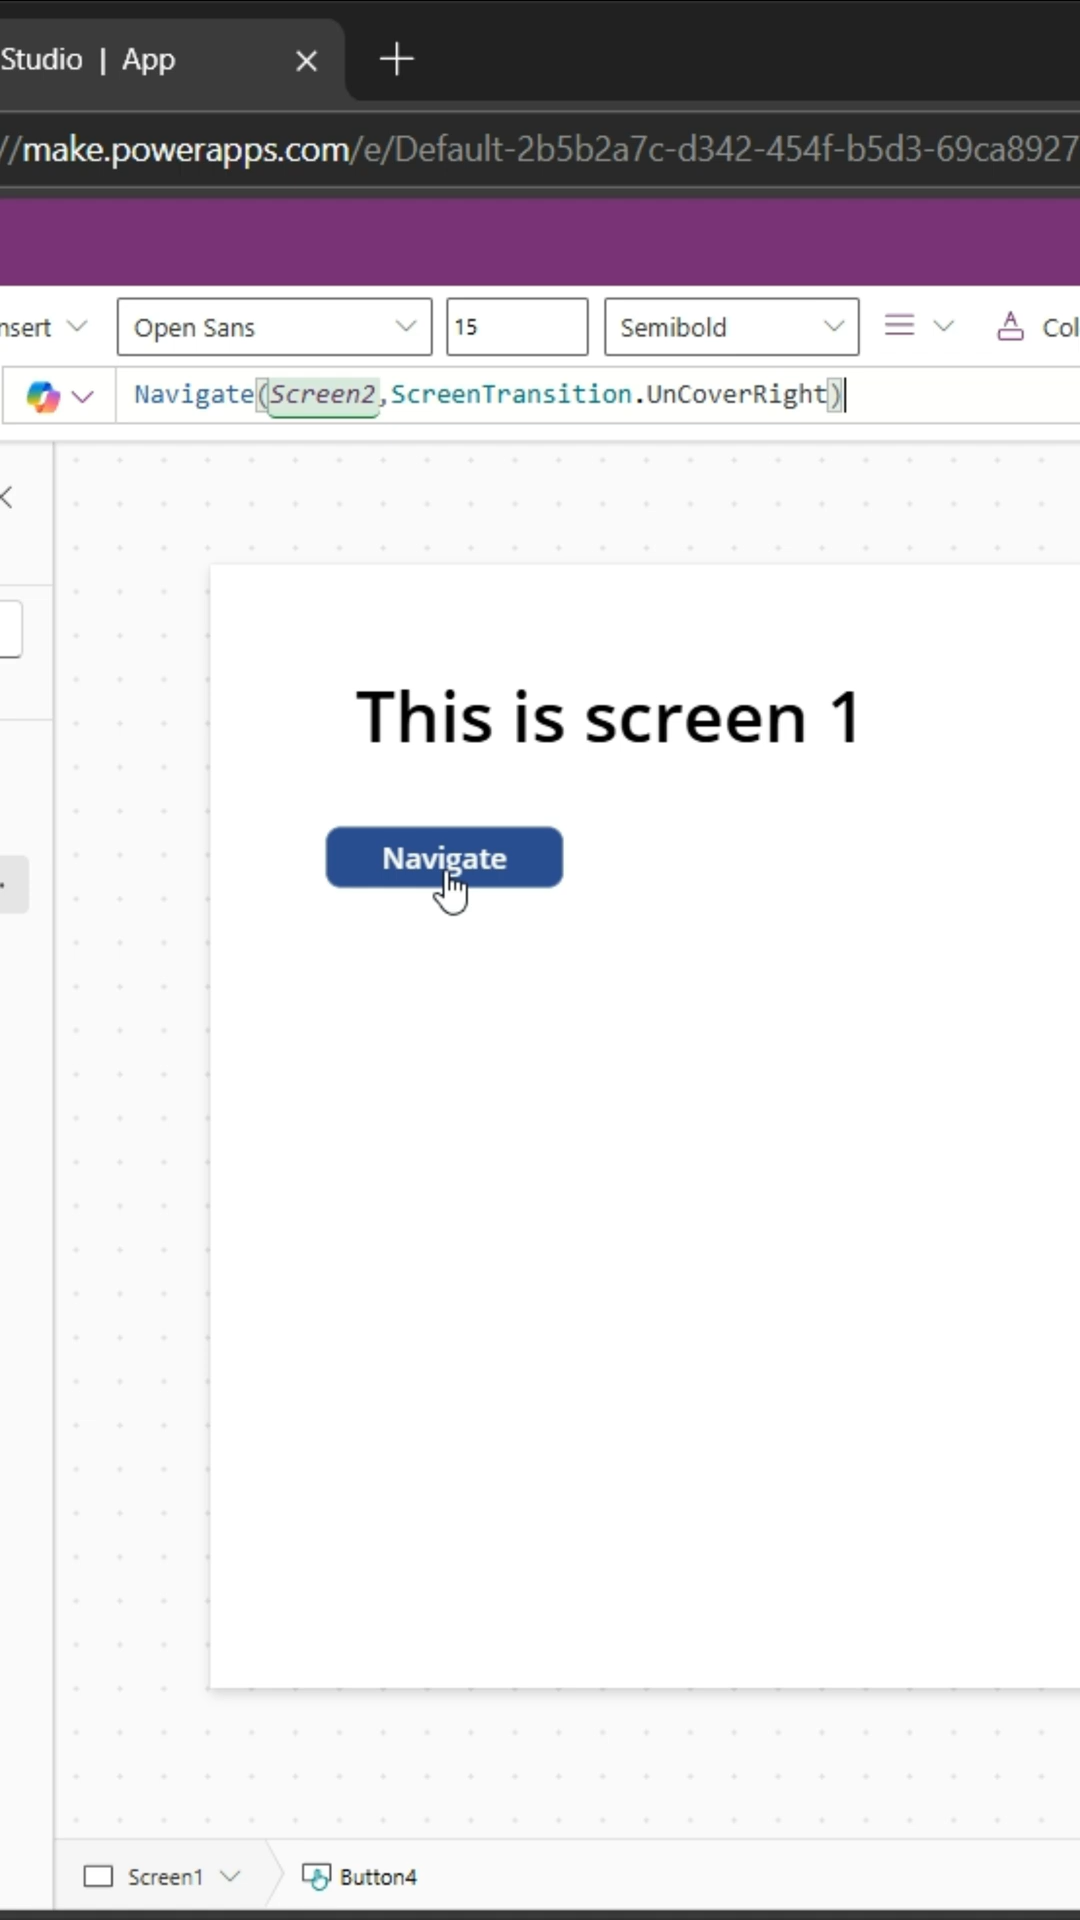 Studio | App
//make.powerapps.com/e/Default-2b5b2a7c-d342-454f-b5d3-69ca8927
nsert Open Sans 15 Semibold Col
Navigate(Screen2,ScreenTransition.UnCoverRight)
This is screen 1
Navigate
Screen1 Button4